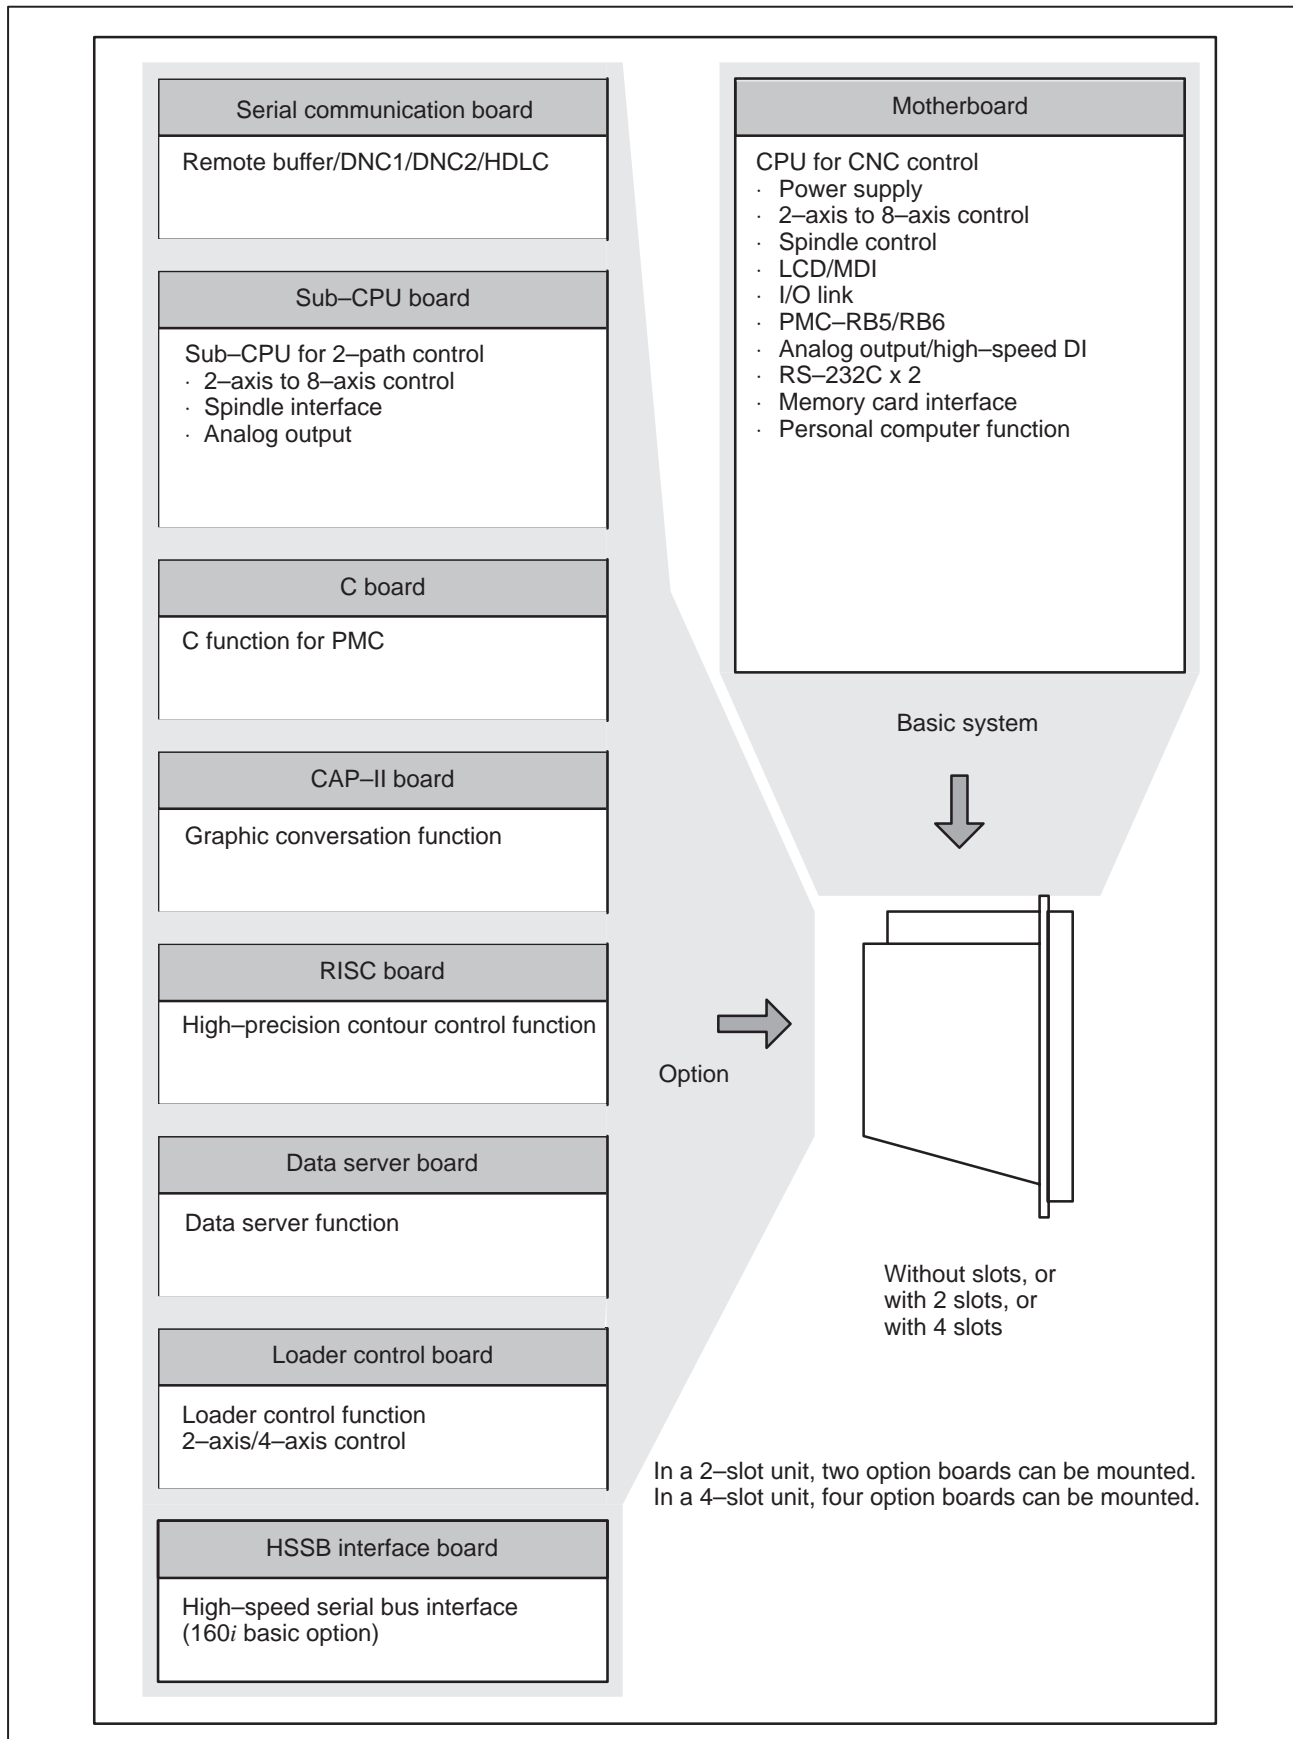 Serial communication board
Remote buffer/DNC1/DNC2/HDLC
Sub–CPU board
Sub–CPU for 2–path control
· 2–axis to 8–axis control
· Spindle interface
· Analog output
C board
C function for PMC
CAP–II board
Graphic conversation function
RISC board
High–precision contour control function
Data server board
Data server function
Loader control board
Loader control function
2–axis/4–axis control
HSSB interface board
High–speed serial bus interface
(160i basic option)
Option
Motherboard
CPU for CNC control
· Power supply
· 2–axis to 8–axis control
· Spindle control
· LCD/MDI
· I/O link
· PMC–RB5/RB6
· Analog output/high–speed DI
· RS–232C x 2
· Memory card interface
· Personal computer function
Basic system
Without slots, or
with 2 slots, or
with 4 slots
In a 2–slot unit, two option boards can be mounted.
In a 4–slot unit, four option boards can be mounted.